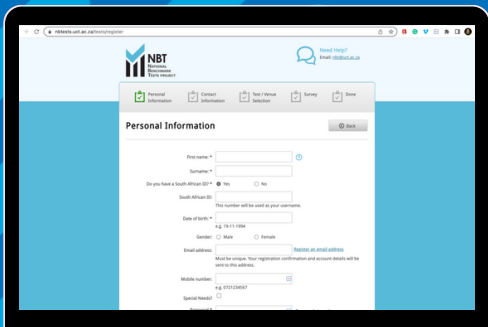 nbtests.uct.ac.za/tests/register
NBT
NATIONAL
BENCHMARK
TESTS PROJECT
Need Help?
Email: nbt@uct.ac.za
Personal
Information
Contact
Information
Test / Venue
Selection
Survey
Done
Personal Information
Back
First name: *
Surname: *
Do you have a South African ID? * Yes No
South African ID:
This number will be used as your username.
Date of birth: *
e.g. 19-11-1994
Gender: Male Female
Email address: Register an email address
Must be unique. Your registration confirmation and account details will be
sent to this address.
Mobile number:
e.g. 0721234567
Special Needs?